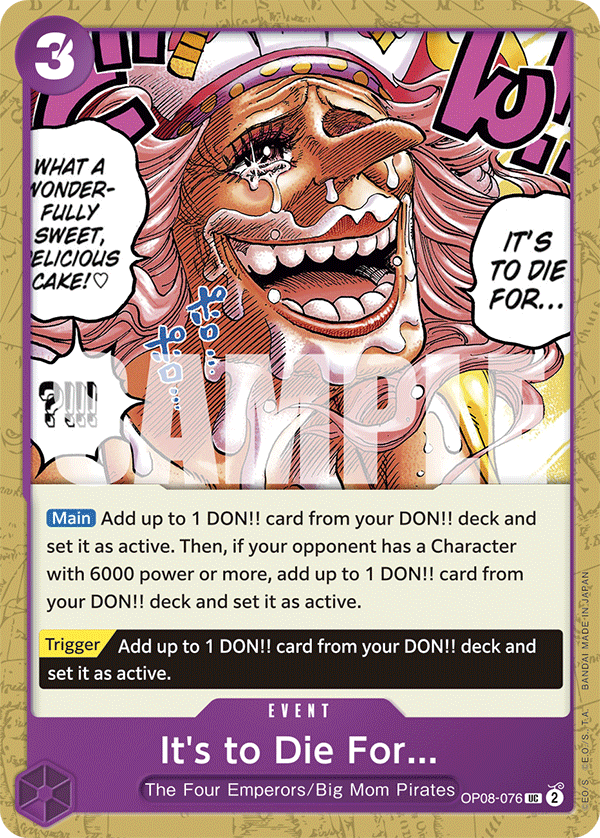 3
WHAT A
WONDER-
FULLY
SWEET,
DELICIOUS
CAKE!♡
IT'S
TO DIE
FOR...
?!!!
SAMPLE
Main Add up to 1 DON!! card from your DON!! deck and
set it as active. Then, if your opponent has a Character
with 6000 power or more, add up to 1 DON!! card from
your DON!! deck and set it as active.
Trigger Add up to 1 DON!! card from your DON!! deck and
set it as active.
EVENT
It's to Die For...
The Four Emperors/Big Mom Pirates
OP08-076 UC 2
©E.O./S.,T.A. BANDAI MADE IN JAPAN